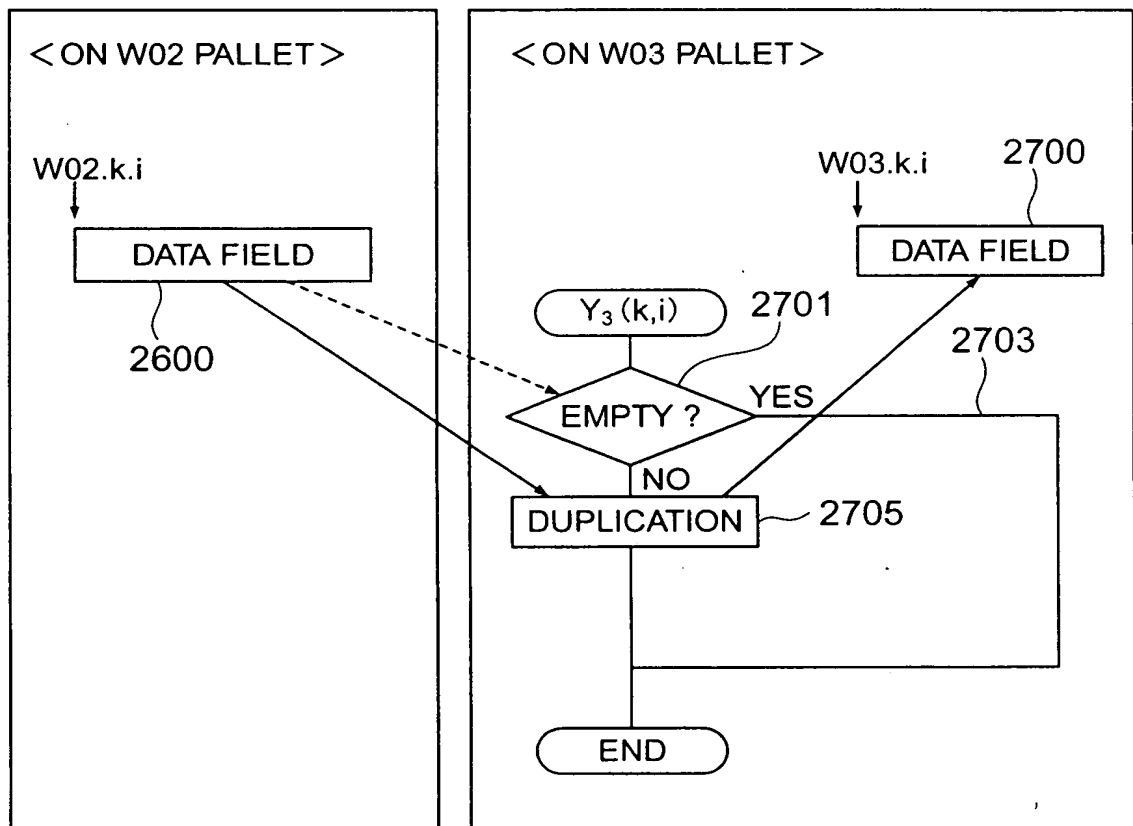 <ON W02 PALLET>
<ON W03 PALLET>
W02.k.i
W03.k.i
2700
DATA FIELD
DATA FIELD
2600
Y₃ (k,i)
2701
2703
EMPTY ?
YES
NO
DUPLICATION
2705
END